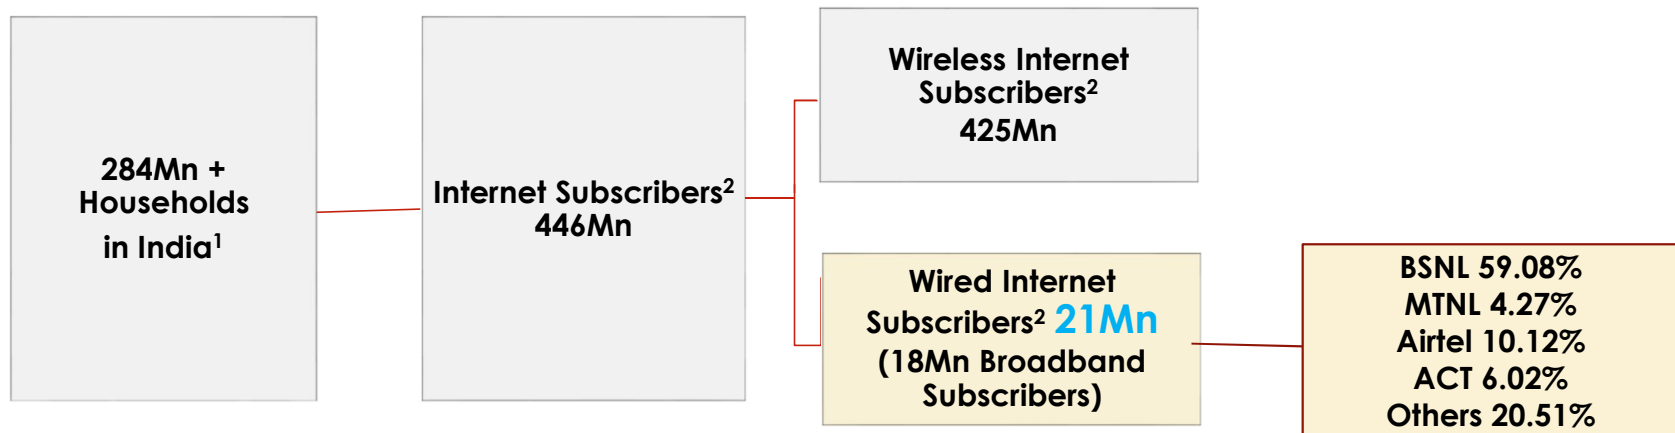 284Mn +
Households
in India¹
Internet Subscribers²
446Mn
Wireless Internet
Subscribers²
425Mn
Wired Internet
Subscribers² 21Mn
(18Mn Broadband
Subscribers)
BSNL 59.08%
MTNL 4.27%
Airtel 10.12%
ACT 6.02%
Others 20.51%